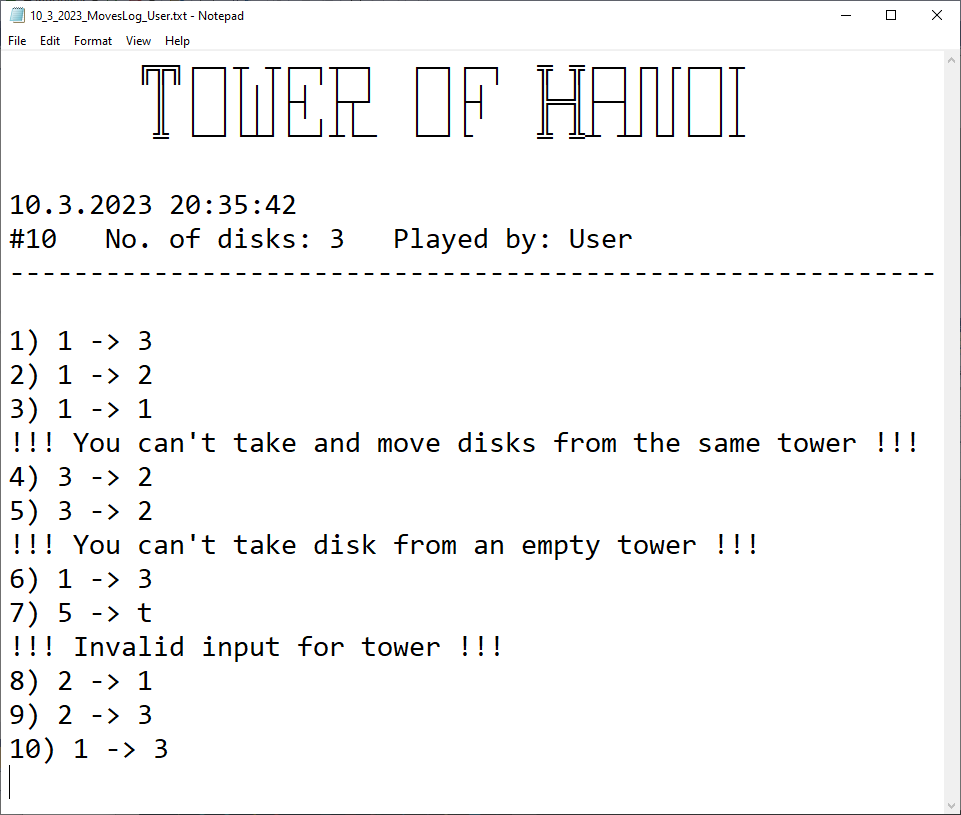 10_3_2023_MovesLog_User.txt - Notepad
File Edit Format View Help
TOWER OF HANOI
10.3.2023 20:35:42
#10   No. of disks: 3   Played by: User
----------------------------------------------------------
1) 1 -> 3
2) 1 -> 2
3) 1 -> 1
!!! You can't take and move disks from the same tower !!!
4) 3 -> 2
5) 3 -> 2
!!! You can't take disk from an empty tower !!!
6) 1 -> 3
7) 5 -> t
!!! Invalid input for tower !!!
8) 2 -> 1
9) 2 -> 3
10) 1 -> 3